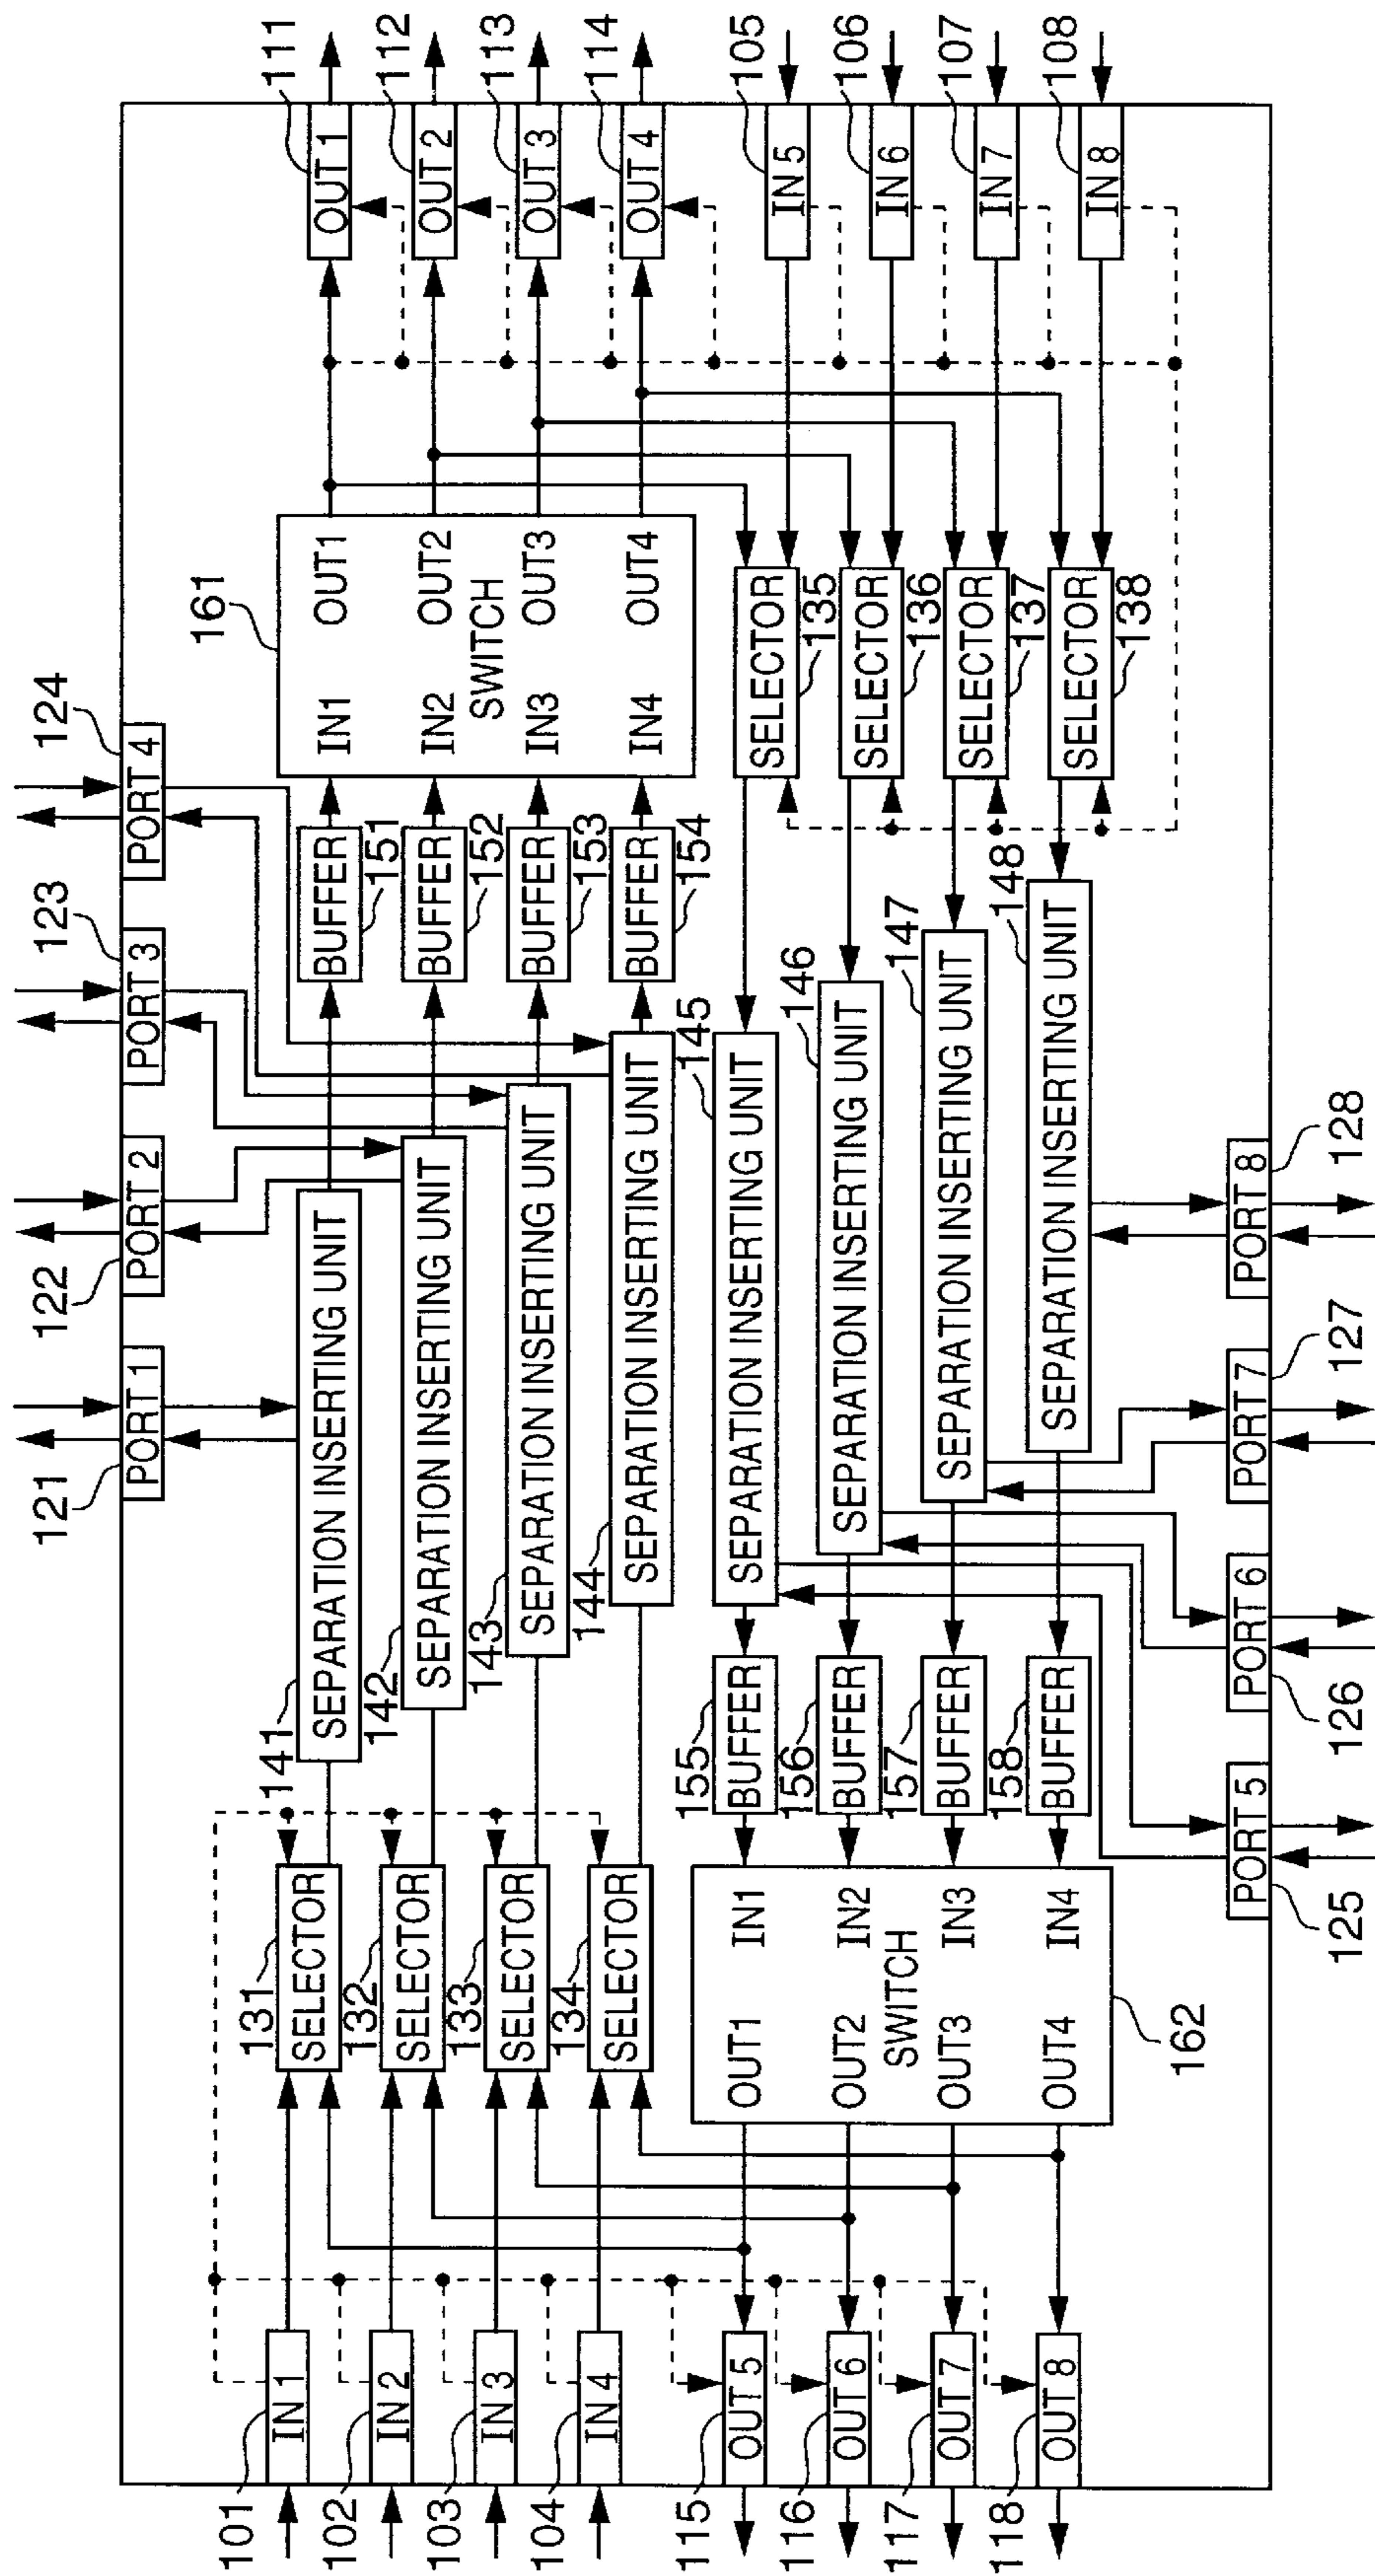 121
PORT 1
122
PORT 2
123
PORT 3
124
PORT 4
101
IN 1
102
IN 2
103
IN 3
104
IN 4
131
SELECTOR
132
SELECTOR
133
SELECTOR
134
SELECTOR
141
SEPARATION INSERTING UNIT
142
SEPARATION INSERTING UNIT
143
SEPARATION INSERTING UNIT
144
SEPARATION INSERTING UNIT
BUFFER
151
BUFFER
152
BUFFER
153
BUFFER
154
161
IN1 OUT1
IN2 OUT2
SWITCH
IN3 OUT3
IN4 OUT4
111
OUT 1
112
OUT 2
113
OUT 3
114
OUT 4
115
OUT 5
116
OUT 6
117
OUT 7
118
OUT 8
OUT1 IN1
OUT2 IN2
SWITCH
OUT3 IN3
OUT4 IN4
162
155
BUFFER
156
BUFFER
157
BUFFER
158
BUFFER
145
SEPARATION INSERTING UNIT
146
SEPARATION INSERTING UNIT
147
SEPARATION INSERTING UNIT
148
SEPARATION INSERTING UNIT
SELECTOR
135
SELECTOR
136
SELECTOR
137
SELECTOR
138
105
IN 5
106
IN 6
107
IN 7
108
IN 8
PORT 5
125
PORT 6
126
PORT 7
127
PORT 8
128